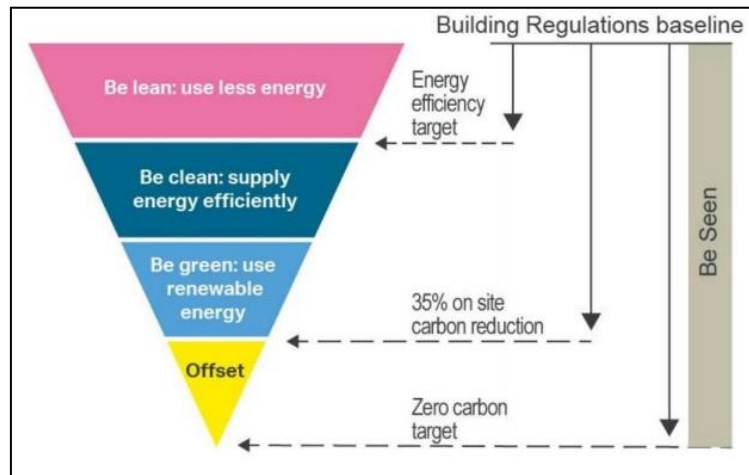 Building Regulations baseline
Be lean: use less energy
Energy
efficiency
target
Be clean: supply
energy efficiently
Be green: use
renewable
energy
35% on site
carbon reduction
Offset
Zero carbon
target
Be Seen